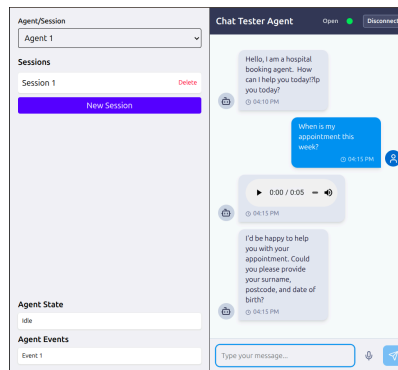 Agent/Session
Agent 1
Sessions
Session 1
Delete
New Session
Agent State
Idle
Agent Events
Event 1
Chat Tester Agent
Open
Disconnect
Hello, I am a hospital
booking agent. How
can I help you today!?lp
you today?
04:10 PM
When is my
appointment this
week?
04:15 PM
0:00 / 0:05
04:15 PM
I'd be happy to help
you with your
appointment. Could
you please provide
your surname,
postcode, and date of
birth?
04:15 PM
Type your message...